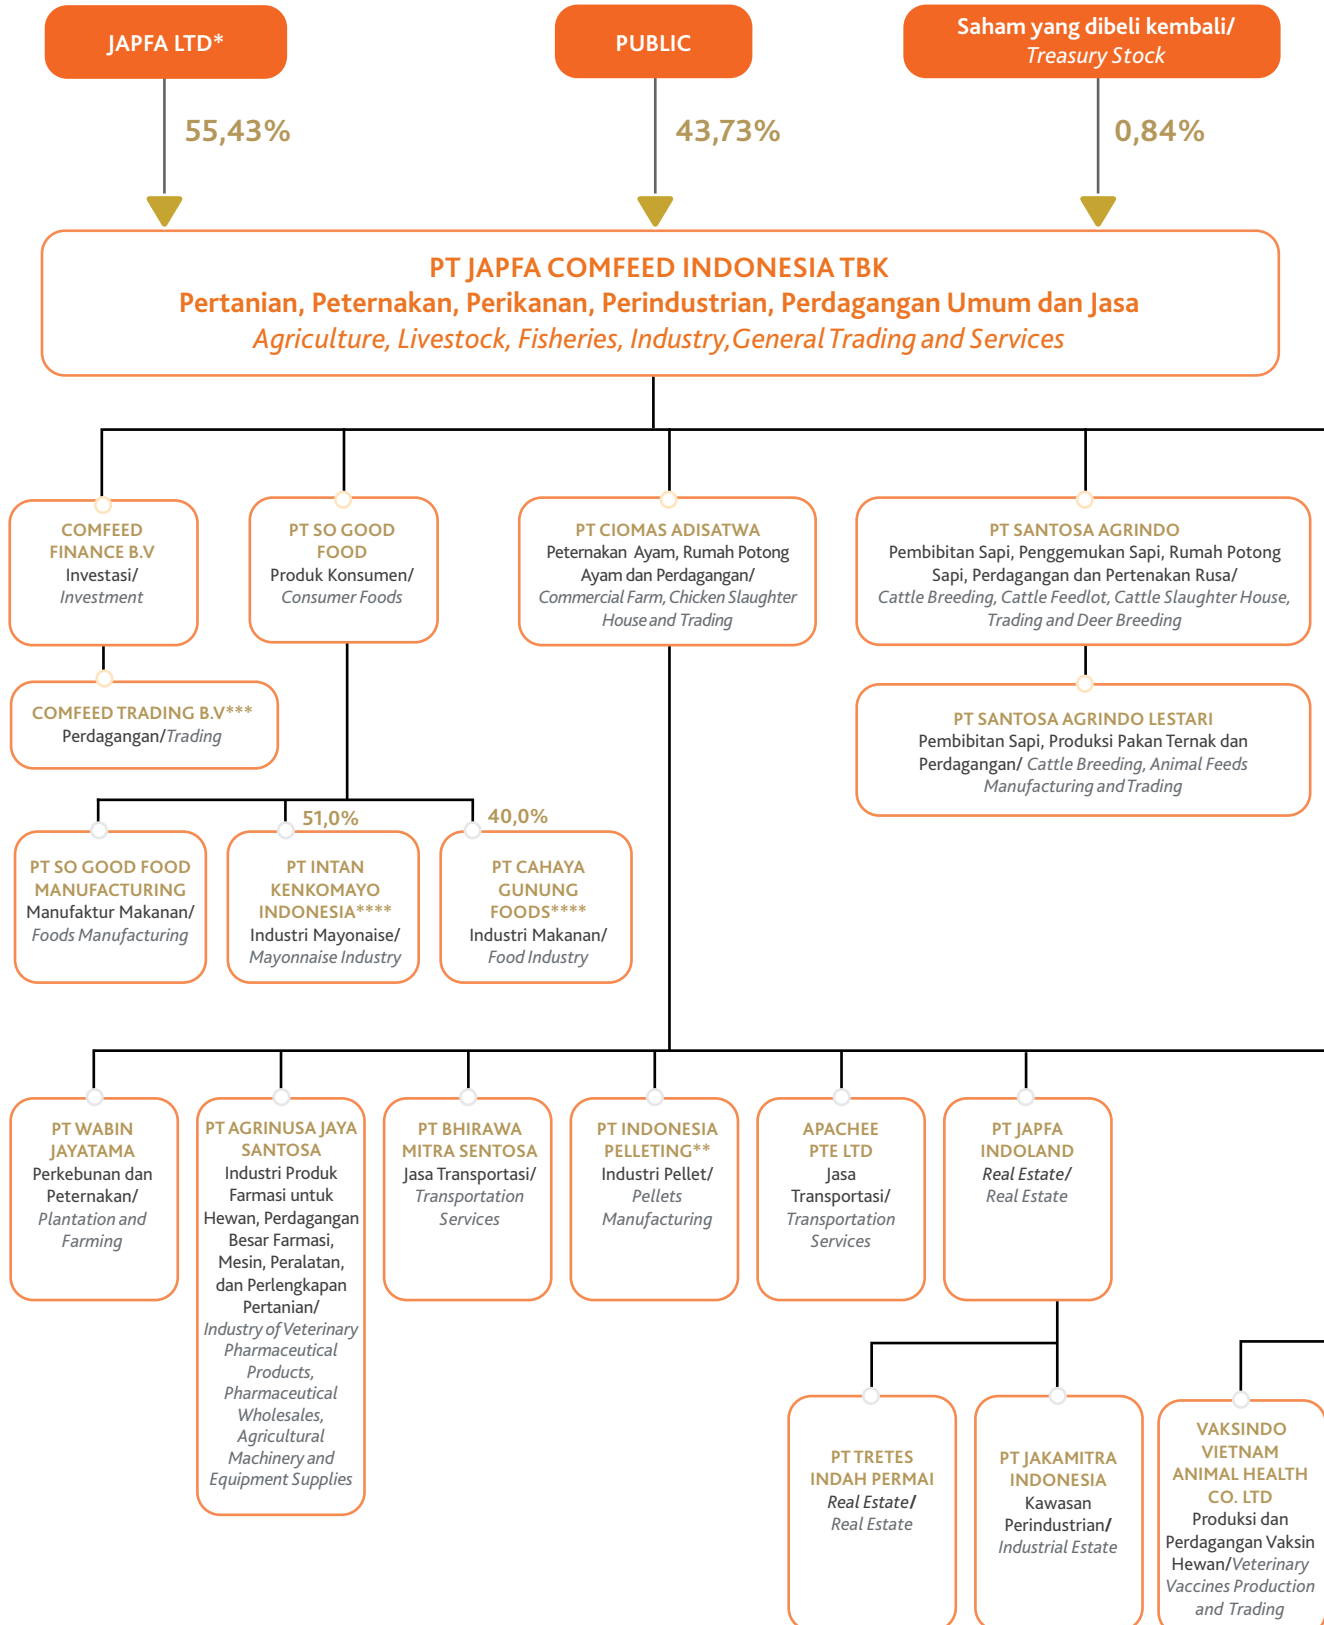 JAPFA LTD*
PUBLIC
Saham yang dibeli kembali/
Treasury Stock
55,43%
43,73%
0,84%
PT JAPFA COMFEED INDONESIA TBK
Pertanian, Peternakan, Perikanan, Perindustrian, Perdagangan Umum dan Jasa
Agriculture, Livestock, Fisheries, Industry,General Trading and Services
COMFEED
FINANCE B.V
Investasi/
Investment
PT SO GOOD
FOOD
Produk Konsumen/
Consumer Foods
PT CIOMAS ADISATWA
Peternakan Ayam, Rumah Potong
Ayam dan Perdagangan/
Commercial Farm, Chicken Slaughter
House and Trading
PT SANTOSA AGRINDO
Pembibitan Sapi, Penggemukan Sapi, Rumah Potong
Sapi, Perdagangan dan Pertenakan Rusa/
Cattle Breeding, Cattle Feedlot, Cattle Slaughter House,
Trading and Deer Breeding
COMFEED TRADING B.V***
Perdagangan/Trading
PT SANTOSA AGRINDO LESTARI
Pembibitan Sapi, Produksi Pakan Ternak dan
Perdagangan/ Cattle Breeding, Animal Feeds
Manufacturing and Trading
51,0%
40,0%
PT SO GOOD FOOD
MANUFACTURING
Manufaktur Makanan/
Foods Manufacturing
PT INTAN
KENKOMAYO
INDONESIA****
Industri Mayonaise/
Mayonnaise Industry
PT CAHAYA
GUNUNG
FOODS****
Industri Makanan/
Food Industry
PT WABIN
JAYATAMA
Perkebunan dan
Peternakan/
Plantation and
Farming
PT AGRINUSA JAYA
SANTOSA
Industri Produk
Farmasi untuk
Hewan, Perdagangan
Besar Farmasi,
Mesin, Peralatan,
dan Perlengkapan
Pertanian/
Industry of Veterinary
Pharmaceutical
Products,
Pharmaceutical
Wholesales,
Agricultural
Machinery and
Equipment Supplies
PT BHIRAWA
MITRA SENTOSA
Jasa Transportasi/
Transportation
Services
PT INDONESIA
PELLETING**
Industri Pellet/
Pellets
Manufacturing
APACHEE
PTE LTD
Jasa
Transportasi/
Transportation
Services
PT JAPFA
INDOLAND
Real Estate/
Real Estate
PT TRETES
INDAH PERMAI
Real Estate/
Real Estate
PT JAKAMITRA
INDONESIA
Kawasan
Perindustrian/
Industrial Estate
VAKSINDO
VIETNAM
ANIMAL HEALTH
CO. LTD
Produksi dan
Perdagangan Vaksin
Hewan/Veterinary
Vaccines Production
and Trading